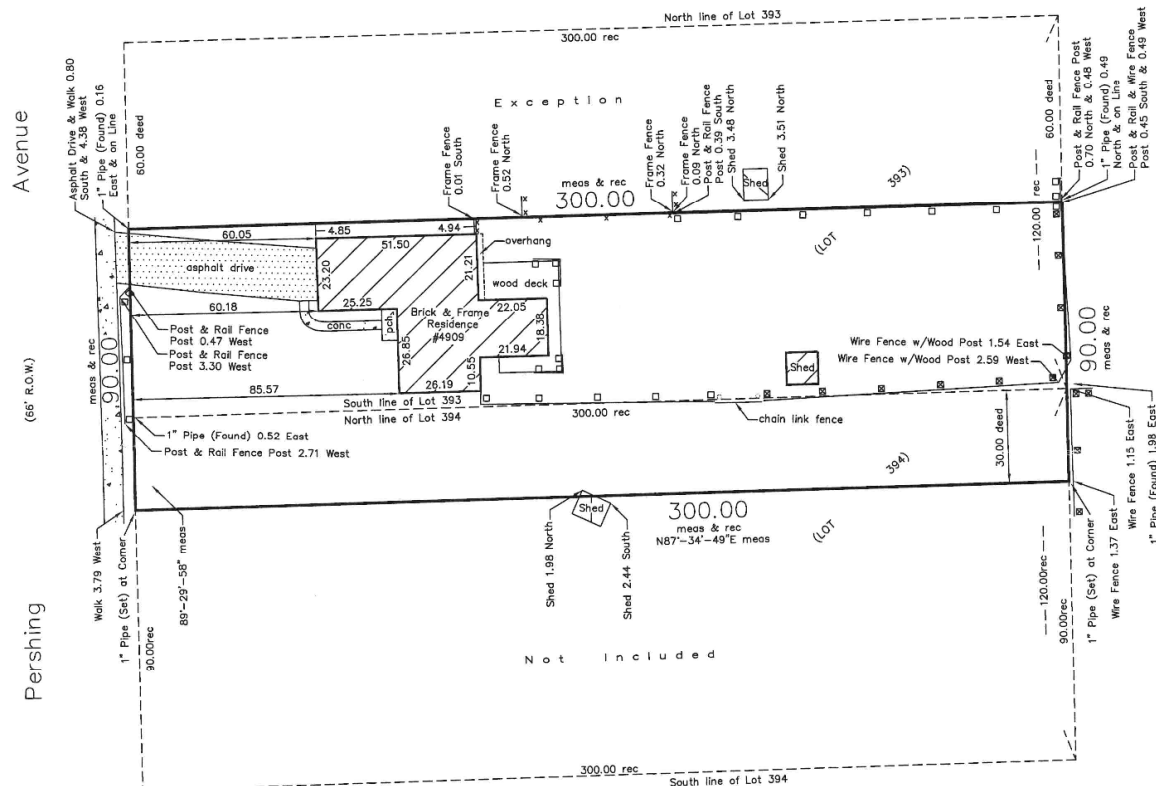 North line of Lot 393
300.00 rec
Exception
Avenue
Asphalt Drive & Walk 0.80
South & 4.38 West
1" Pipe (Found) 0.16
East & on Line
60.00 deed
Frame Fence
0.01 South
Frame Fence
0.52 North
meas & rec
300.00
Frame Fence
0.32 North
Frame Fence
0.09 North
Post & Rail Fence
Post 0.39 South
Shed 3.48 North
Shed 3.51 North
Shed
393)
(LOT
60.00 deed
120.00 rec
Post & Rail Fence Post
0.70 North & 0.48 West
1" Pipe (Found) 0.49
North & on Line
Post & Rail & Wire Fence
Post 0.45 South & 0.49 West
60.05
4.85
4.94
51.50
overhang
asphalt drive
23.20
21.21
wood deck
25.25
60.18
conc
pch.
Brick & Frame
Residence
#4909
22.05
18.38
21.94
26.85
10.55
26.19
85.57
Post & Rail Fence
Post 0.47 West
Post & Rail Fence
Post 3.30 West
(66' R.O.W.)
meas & rec
90.00
South line of Lot 393
North line of Lot 394
300.00 rec
chain link fence
Shed
Wire Fence w/Wood Post 1.54 East
Wire Fence w/Wood Post 2.59 West
90.00
meas & rec
1" Pipe (Found) 0.52 East
Post & Rail Fence Post 2.71 West
30.00 deed
394)
(LOT
Shed
300.00
meas & rec
N87°-34'-49"E meas
Shed 1.98 North
Shed 2.44 South
Walk 3.79 West
1" Pipe (Set) at Corner
89°-29'-58" meas
90.00rec
120.00rec
90.00rec
1" Pipe (Set) at Corner
Wire Fence 1.37 East
Wire Fence 1.15 East
1" Pipe (Found) 1.98 East
Pershing
Not Included
300.00 rec
South line of Lot 394